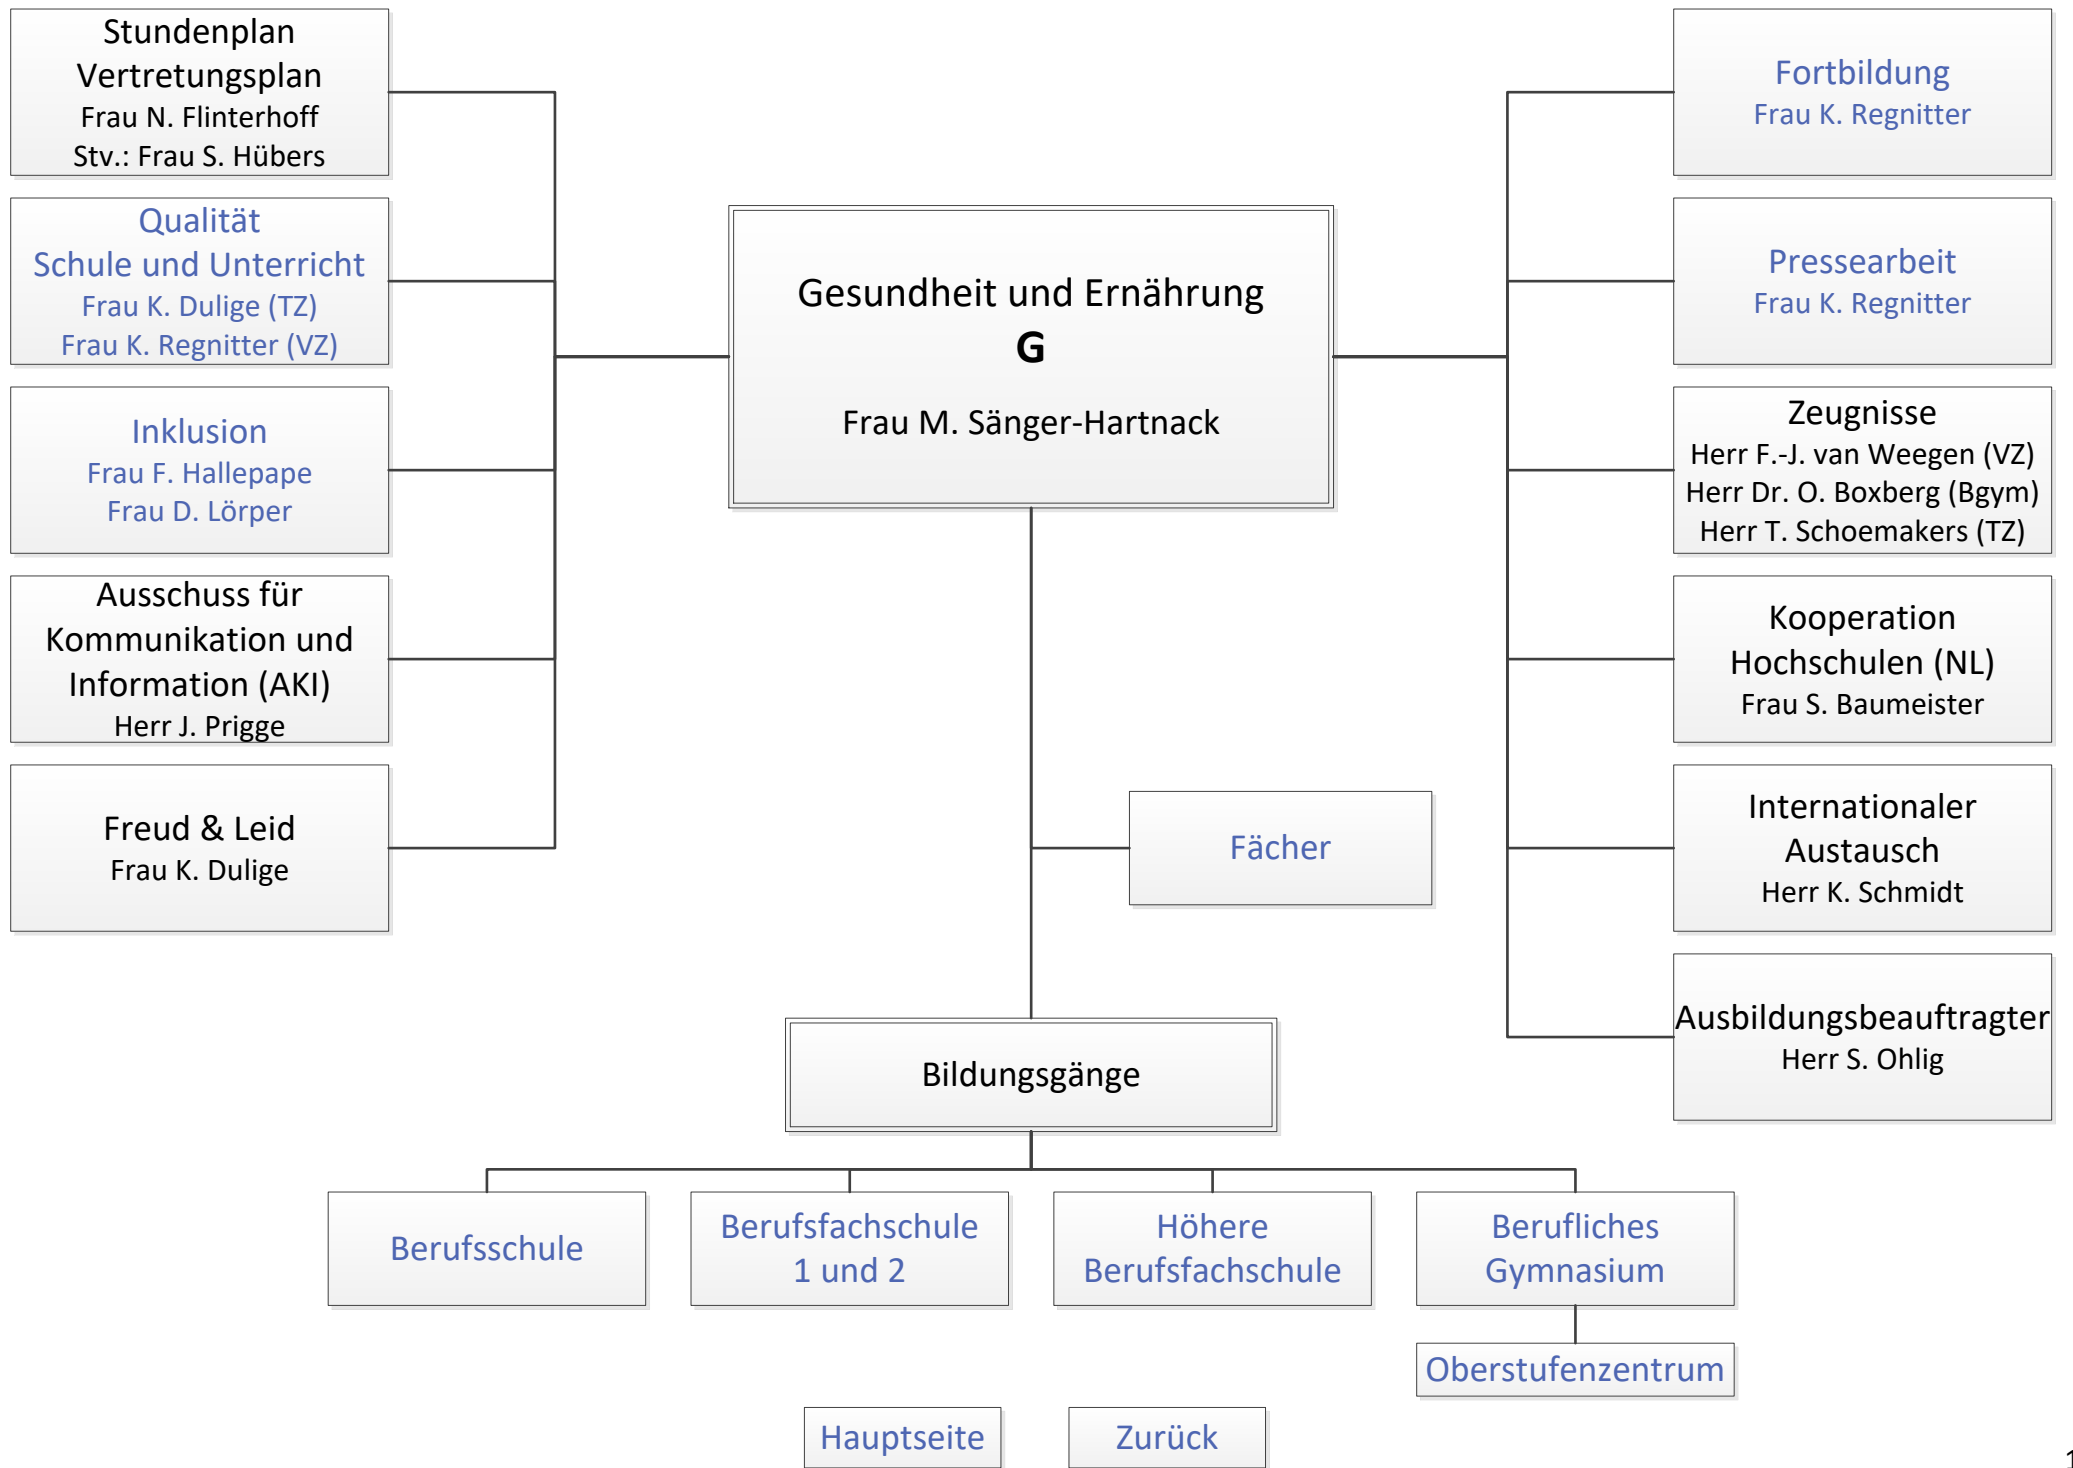 Stundenplan
Vertretungsplan
Frau N. Flinterhoff
Stv.: Frau S. Hübers
Qualität
Schule und Unterricht
Frau K. Dulige (TZ)
Frau K. Regnitter (VZ)
Inklusion
Frau F. Hallepape
Frau D. Lörper
Ausschuss für
Kommunikation und
Information (AKI)
Herr J. Prigge
Freud & Leid
Frau K. Dulige
Gesundheit und Ernährung
G
Frau M. Sänger-Hartnack
Fächer
Fortbildung
Frau K. Regnitter
Pressearbeit
Frau K. Regnitter
Zeugnisse
Herr F.-J. van Weegen (VZ)
Herr Dr. O. Boxberg (Bgym)
Herr T. Schoemakers (TZ)
Kooperation
Hochschulen (NL)
Frau S. Baumeister
Internationaler
Austausch
Herr K. Schmidt
Ausbildungsbeauftragter
Herr S. Ohlig
Bildungsgänge
Berufsschule
Berufsfachschule
1 und 2
Höhere
Berufsfachschule
Berufliches
Gymnasium
Oberstufenzentrum
Hauptseite
Zurück
1